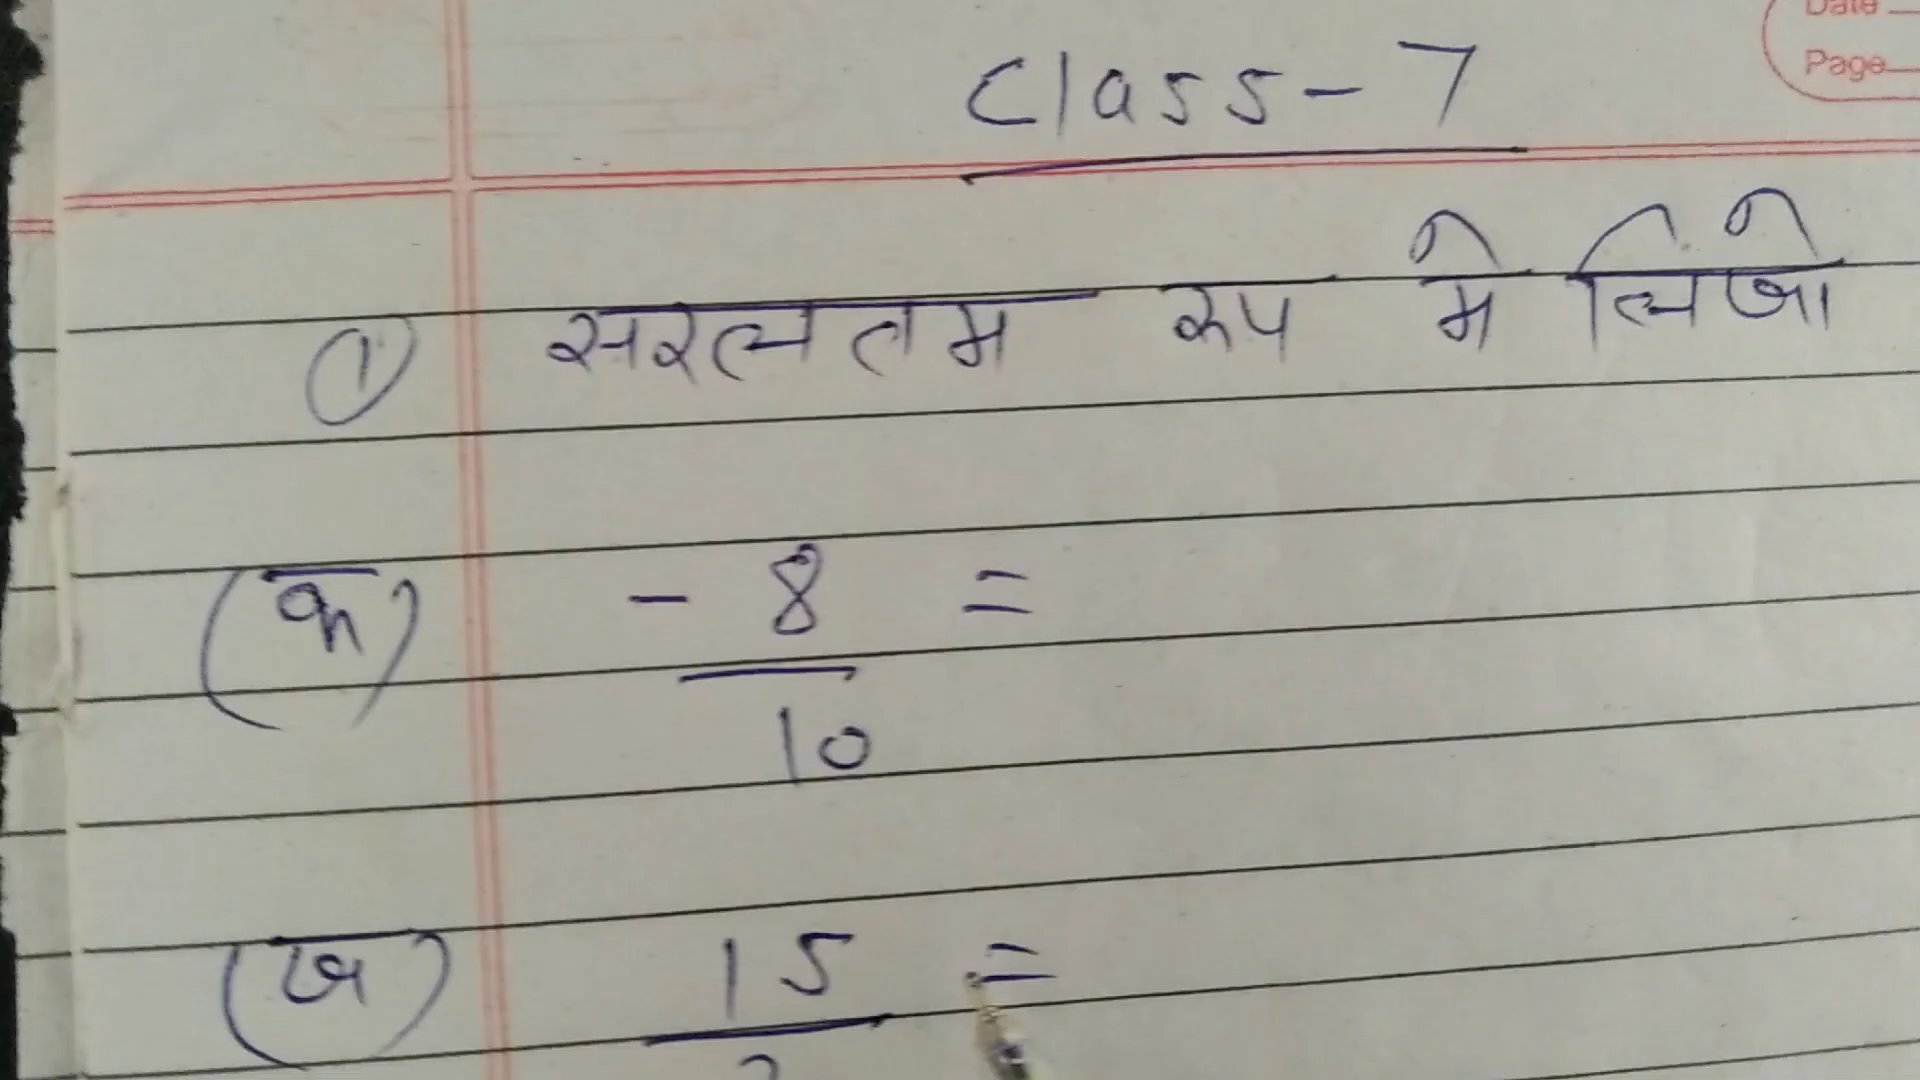 Date
Page
Class-7
① सरलतम रूप में लिखों
(क) - 8/10 =
(ख) 15 =